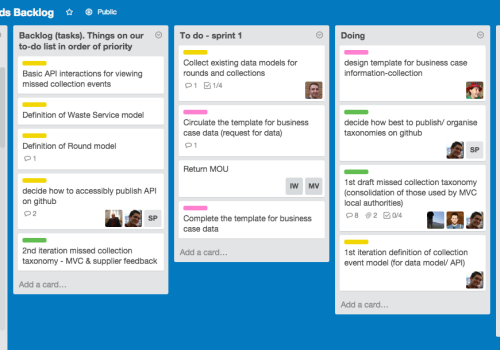 ds Backlog
Public
Backlog (tasks). Things on our
to-do list in order of priority
Basic API interactions for viewing
missed collection events
Definition of Waste Service model
Definition of Round model
1
decide how to accessibly publish API
on github
2
SP
2nd iteration missed collection
taxonomy - MVC & supplier feedback
Add a card…
To do - sprint 1
Collect existing data models for
rounds and collections
1 1/4
Circulate the template for business
case data (request for data)
1
Return MOU
IW MV
Complete the template for business
case data
Add a card…
Doing
design template for business case
information-collection
decide how best to publish/ organise
taxonomies on github
SP
1st draft missed collection taxonomy
(consolidation of those used by MVC
local authorities)
8 2 0/4
1st iteration definition of collection
event model (for data model/ API)
Add a card…